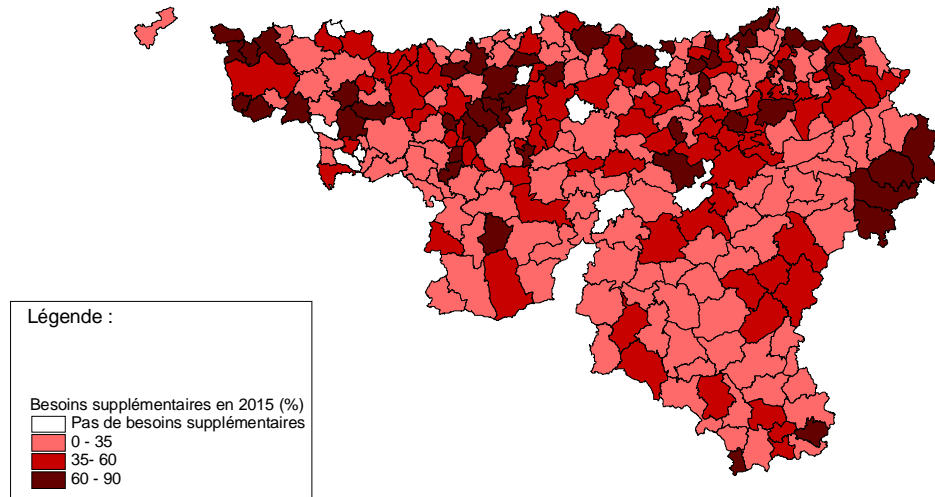 Légende :
Besoins supplémentaires en 2015 (%)
Pas de besoins supplémentaires
0 - 35
35- 60
60 - 90